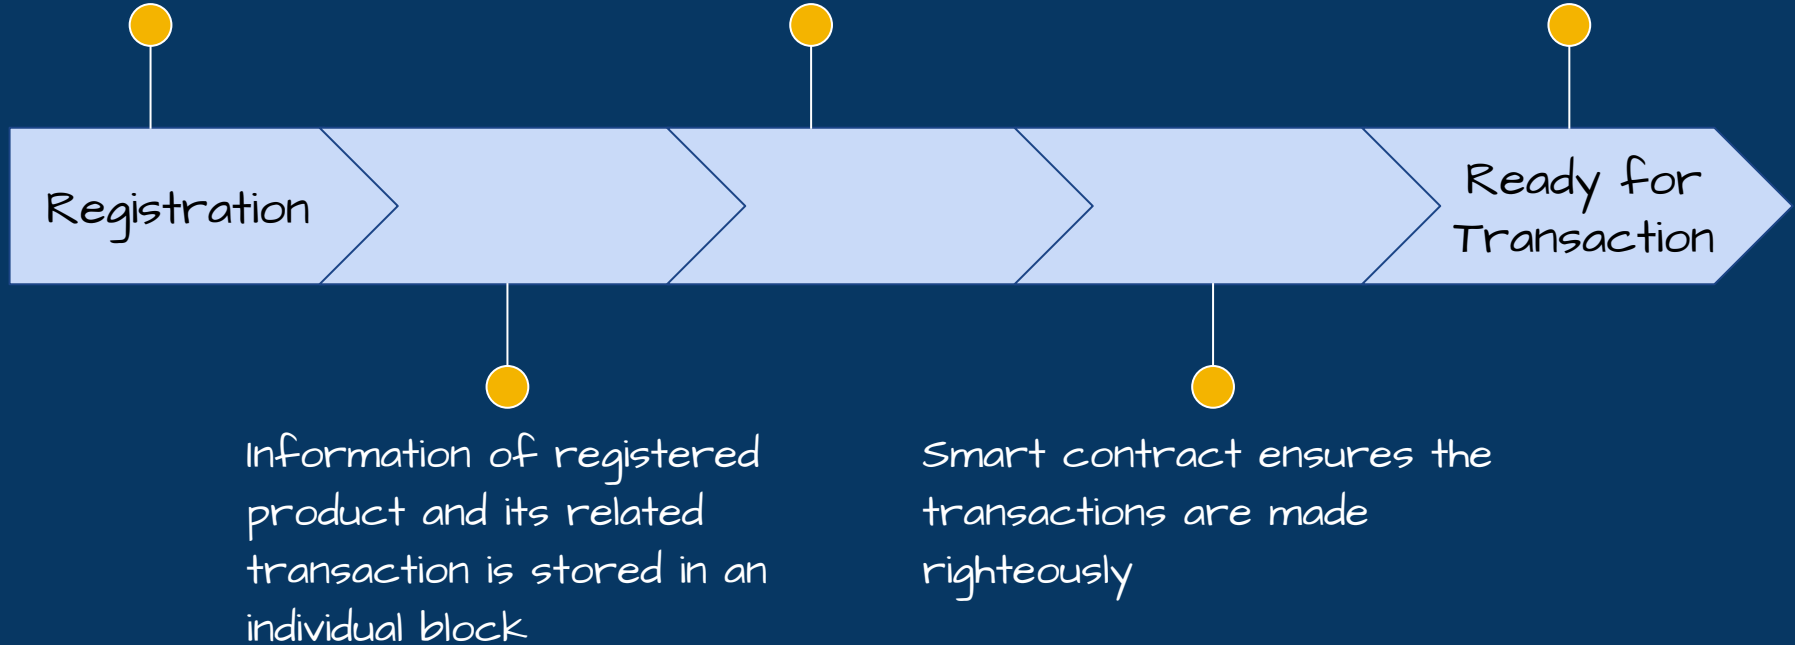 Registration
Ready for
Transaction
Information of registered
product and its related
transaction is stored in an
individual block
Smart contract ensures the
transactions are made
righteously